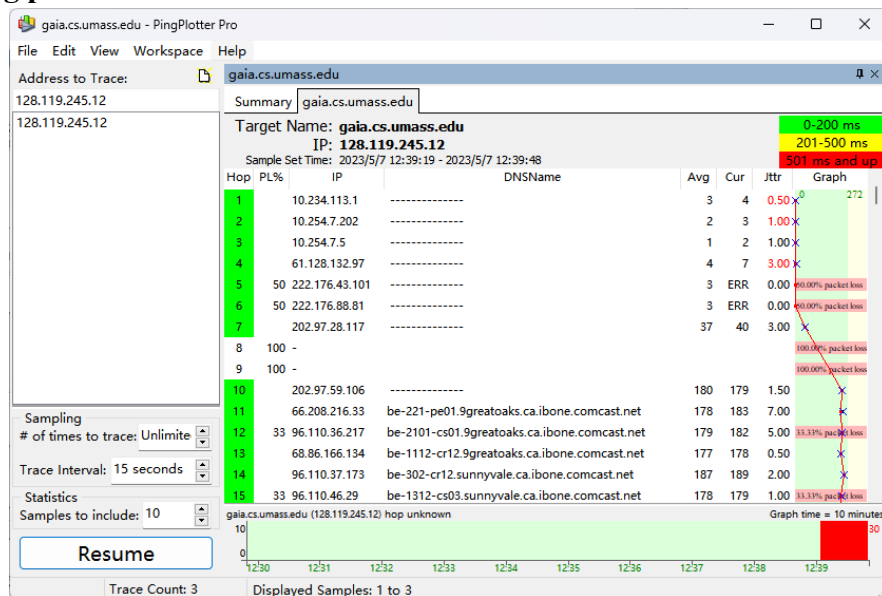 gaia.cs.umass.edu - PingPlotter Pro
File Edit View Workspace Help
Address to Trace:
128.119.245.12
128.119.245.12
Sampling
# of times to trace: Unlimite
Trace Interval: 15 seconds
Statistics
Samples to include: 10
Resume
gaia.cs.umass.edu
Summary gaia.cs.umass.edu
Target Name: gaia.cs.umass.edu
IP: 128.119.245.12
Sample Set Time: 2023/5/7 12:39:19 - 2023/5/7 12:39:48
0-200 ms
201-500 ms
501 ms and up
Hop PL% IP DNSName Avg Cur Jttr Graph
0 272
1 10.234.113.1 -------------- 3 4 0.50
2 10.254.7.202 -------------- 2 3 1.00
3 10.254.7.5 -------------- 1 2 1.00
4 61.128.132.97 -------------- 4 7 3.00
5 50 222.176.43.101 -------------- 3 ERR 0.00 60.00% packet loss
6 50 222.176.88.81 -------------- 3 ERR 0.00 60.00% packet loss
7 202.97.28.117 -------------- 37 40 3.00
8 100 - 100.00% packet loss
9 100 - 100.00% packet loss
10 202.97.59.106 -------------- 180 179 1.50
11 66.208.216.33 be-221-pe01.9greatoaks.ca.ibone.comcast.net 178 183 7.00
12 33 96.110.36.217 be-2101-cs01.9greatoaks.ca.ibone.comcast.net 179 182 5.00 33.33% packet loss
13 68.86.166.134 be-1112-cr12.9greatoaks.ca.ibone.comcast.net 177 178 0.50
14 96.110.37.173 be-302-cr12.sunnyvale.ca.ibone.comcast.net 187 189 2.00
15 33 96.110.46.29 be-1312-cs03.sunnyvale.ca.ibone.comcast.net 178 179 1.00 33.33% packet loss
gaia.cs.umass.edu (128.119.245.12) hop unknown Graph time = 10 minutes
10 30
0
12:30 12:31 12:32 12:33 12:34 12:35 12:36 12:37 12:38 12:39
Trace Count: 3 Displayed Samples: 1 to 3